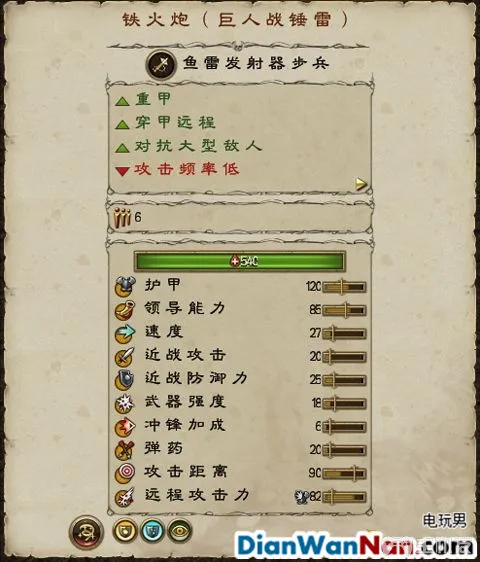 铁火炮（巨人战锤雷）
鱼雷发射器步兵
重甲
穿甲远程
对抗大型敌人
攻击频率低
6
540
护甲 120
领导能力 85
速度 27
近战攻击 20
近战防御力 25
武器强度 18
冲锋加成 6
弹药 20
攻击距离 90
远程攻击力 82
电玩男
DianWanNan.com